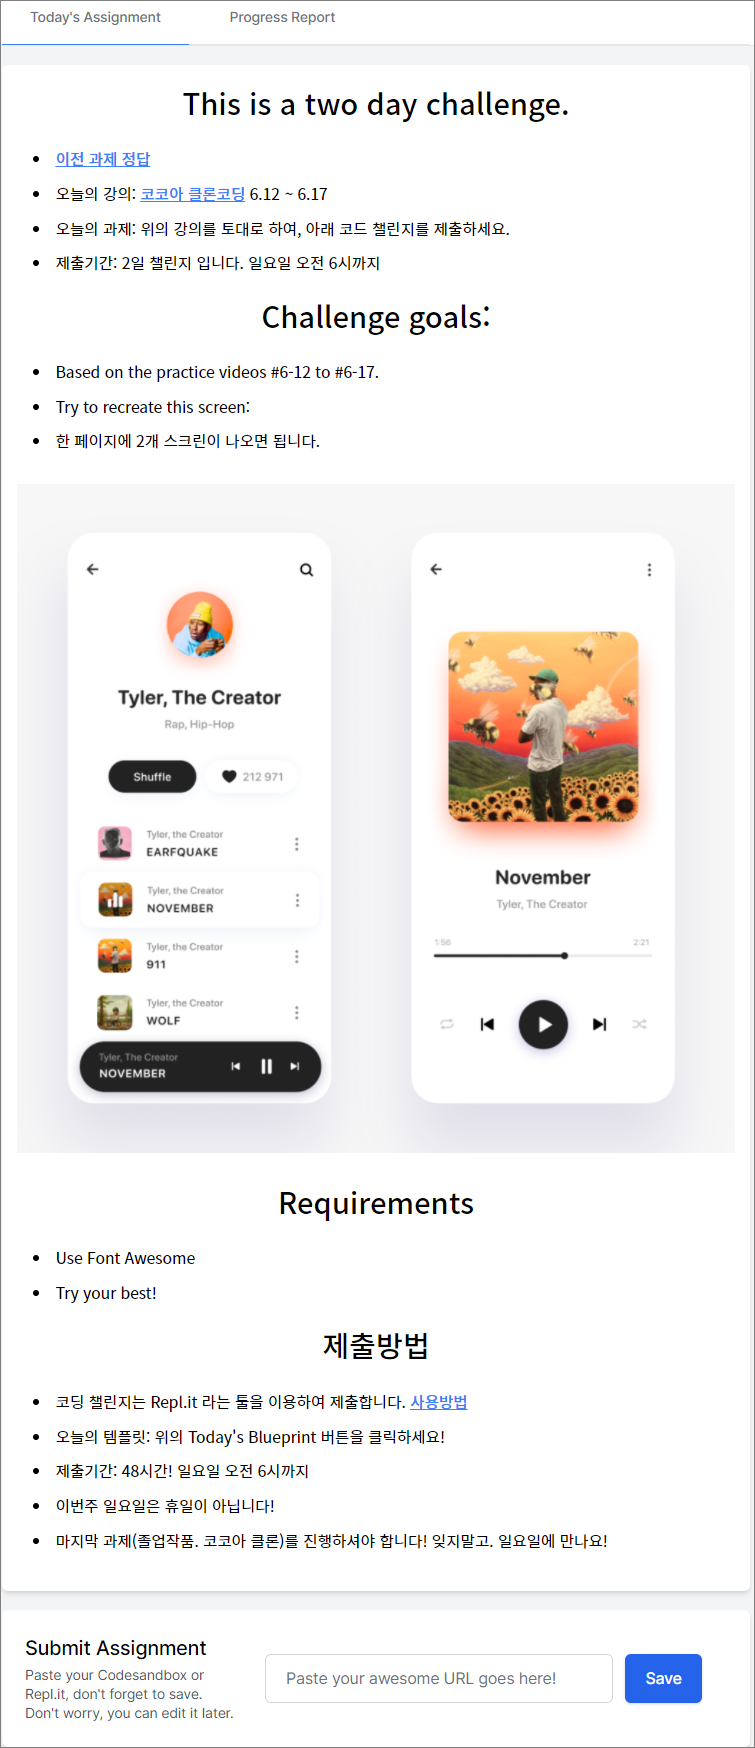 Today's Assignment
Progress Report
This is a two day challenge.
이전 과제 정답
오늘의 강의: 코코아 클론코딩 6.12 ~ 6.17
오늘의 과제: 위의 강의를 토대로 하여, 아래 코드 챌린지를 제출하세요.
제출기간: 2일 챌린지 입니다. 일요일 오전 6시까지
Challenge goals:
Based on the practice videos #6-12 to #6-17.
Try to recreate this screen:
한 페이지에 2개 스크린이 나오면 됩니다.
Tyler, The Creator
Rap, Hip-Hop
Shuffle
212 971
Tyler, the Creator
EARFQUAKE
Tyler, the Creator
NOVEMBER
Tyler, the Creator
911
Tyler, the Creator
WOLF
Tyler, The Creator
NOVEMBER
November
Tyler, The Creator
1:56
2:21
Requirements
Use Font Awesome
Try your best!
제출방법
코딩 챌린지는 Repl.it 라는 툴을 이용하여 제출합니다. 사용방법
오늘의 템플릿: 위의 Today's Blueprint 버튼을 클릭하세요!
제출기간: 48시간! 일요일 오전 6시까지
이번주 일요일은 휴일이 아닙니다!
마지막 과제(졸업작품. 코코아 클론)를 진행하셔야 합니다! 잊지말고. 일요일에 만나요!
Submit Assignment
Paste your Codesandbox or
Repl.it, don't forget to save.
Don't worry, you can edit it later.
Paste your awesome URL goes here!
Save